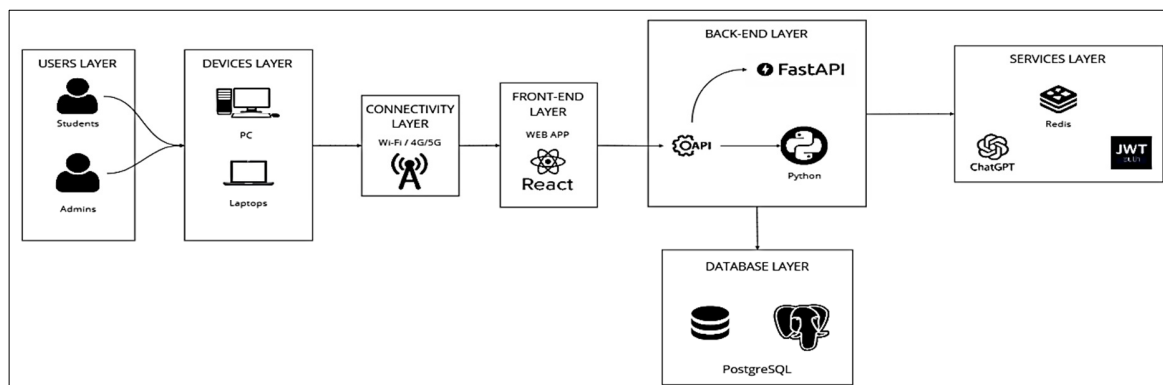 USERS LAYER
Students
Admins
DEVICES LAYER
PC
Laptops
CONNECTIVITY
LAYER
Wi-Fi / 4G/5G
FRONT-END
LAYER
WEB APP
React
BACK-END LAYER
FastAPI
API
Python
DATABASE LAYER
PostgreSQL
SERVICES LAYER
Redis
ChatGPT
JWT
auth